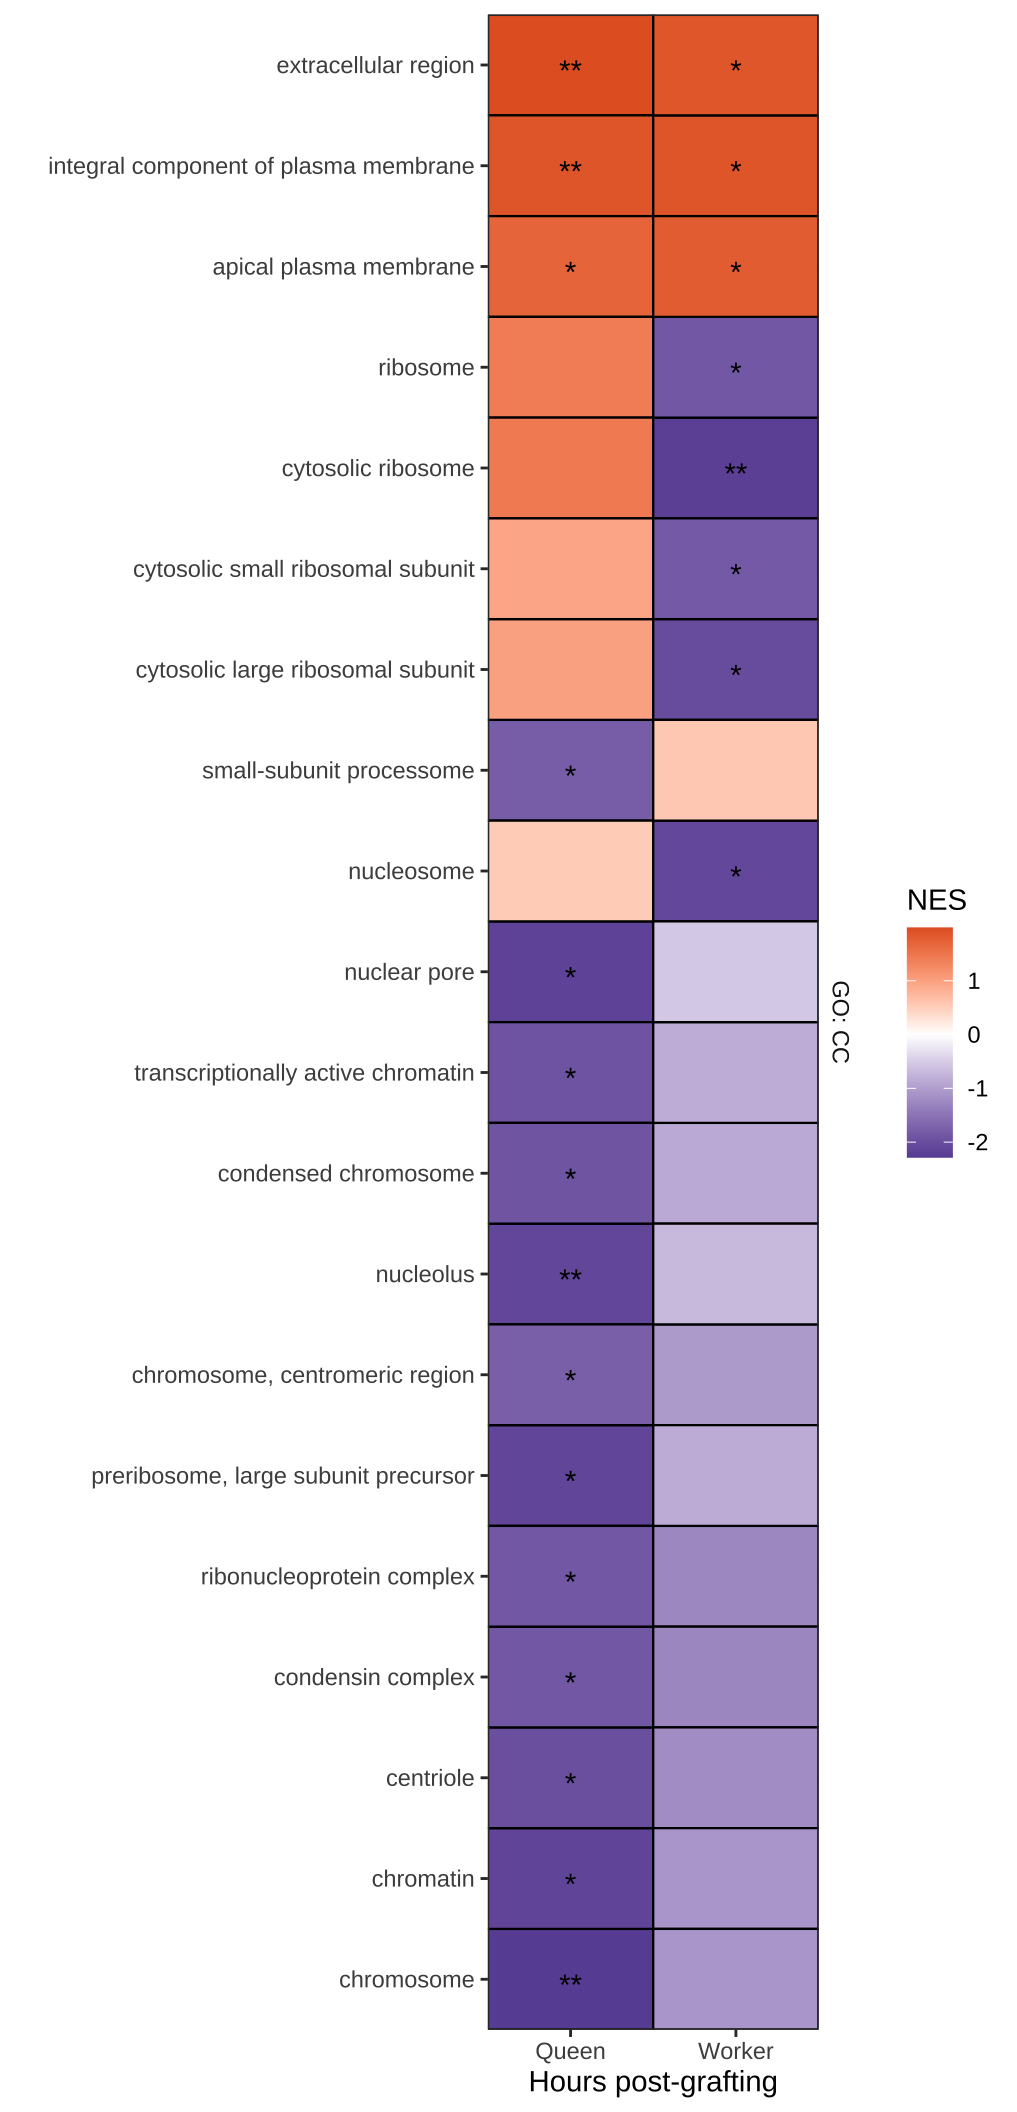 extracellular region
**
*
integral component of plasma membrane
**
*
apical plasma membrane
*
*
ribosome
*
cytosolic ribosome
**
cytosolic small ribosomal subunit
*
cytosolic large ribosomal subunit
*
small-subunit processome
*
nucleosome
*
nuclear pore
*
transcriptionally active chromatin
*
condensed chromosome
*
nucleolus
**
chromosome, centromeric region
*
preribosome, large subunit precursor
*
ribonucleoprotein complex
*
condensin complex
*
centriole
*
chromatin
*
chromosome
**
Queen
Worker
Hours post-grafting
GO: CC
NES
1
0
-1
-2